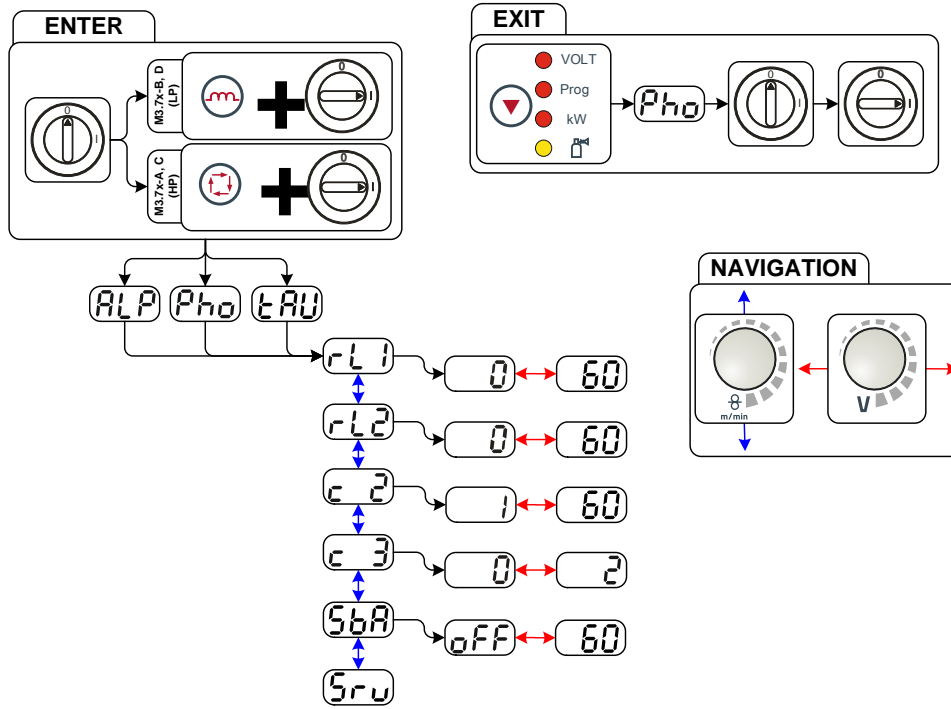 ENTER
M3.7x-B, D
(LP)
0
I
0
I
M3.7x-A, C
(HP)
0
I
ALP
Pho
tAU
EXIT
VOLT
Prog
kW
Pho
0
I
0
I
NAVIGATION
m/min
V
rL1
0
60
rL2
0
60
c 2
1
60
c 3
0
2
SbA
oFF
60
Srv